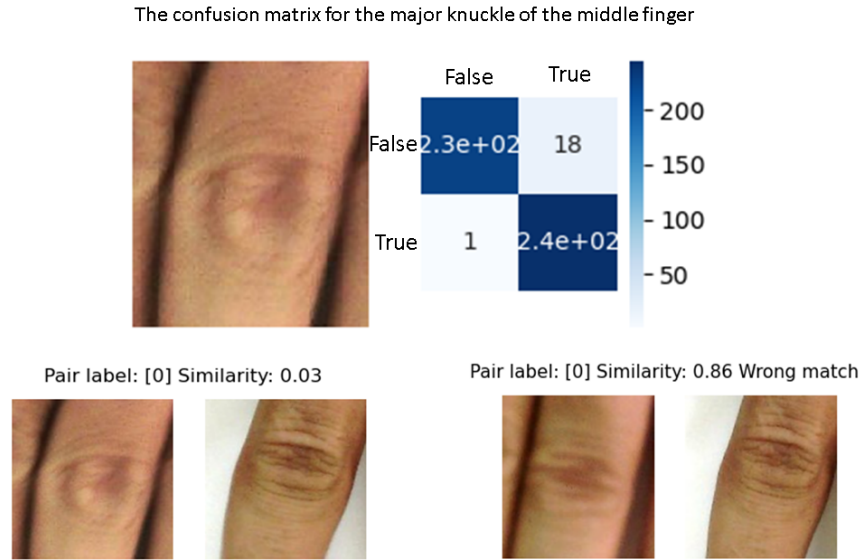 The confusion matrix for the major knuckle of the middle finger
False True
False 2.3e+02 18
True 1 2.4e+02
200
150
100
50
Pair label: [0] Similarity: 0.03
Pair label: [0] Similarity: 0.86 Wrong match